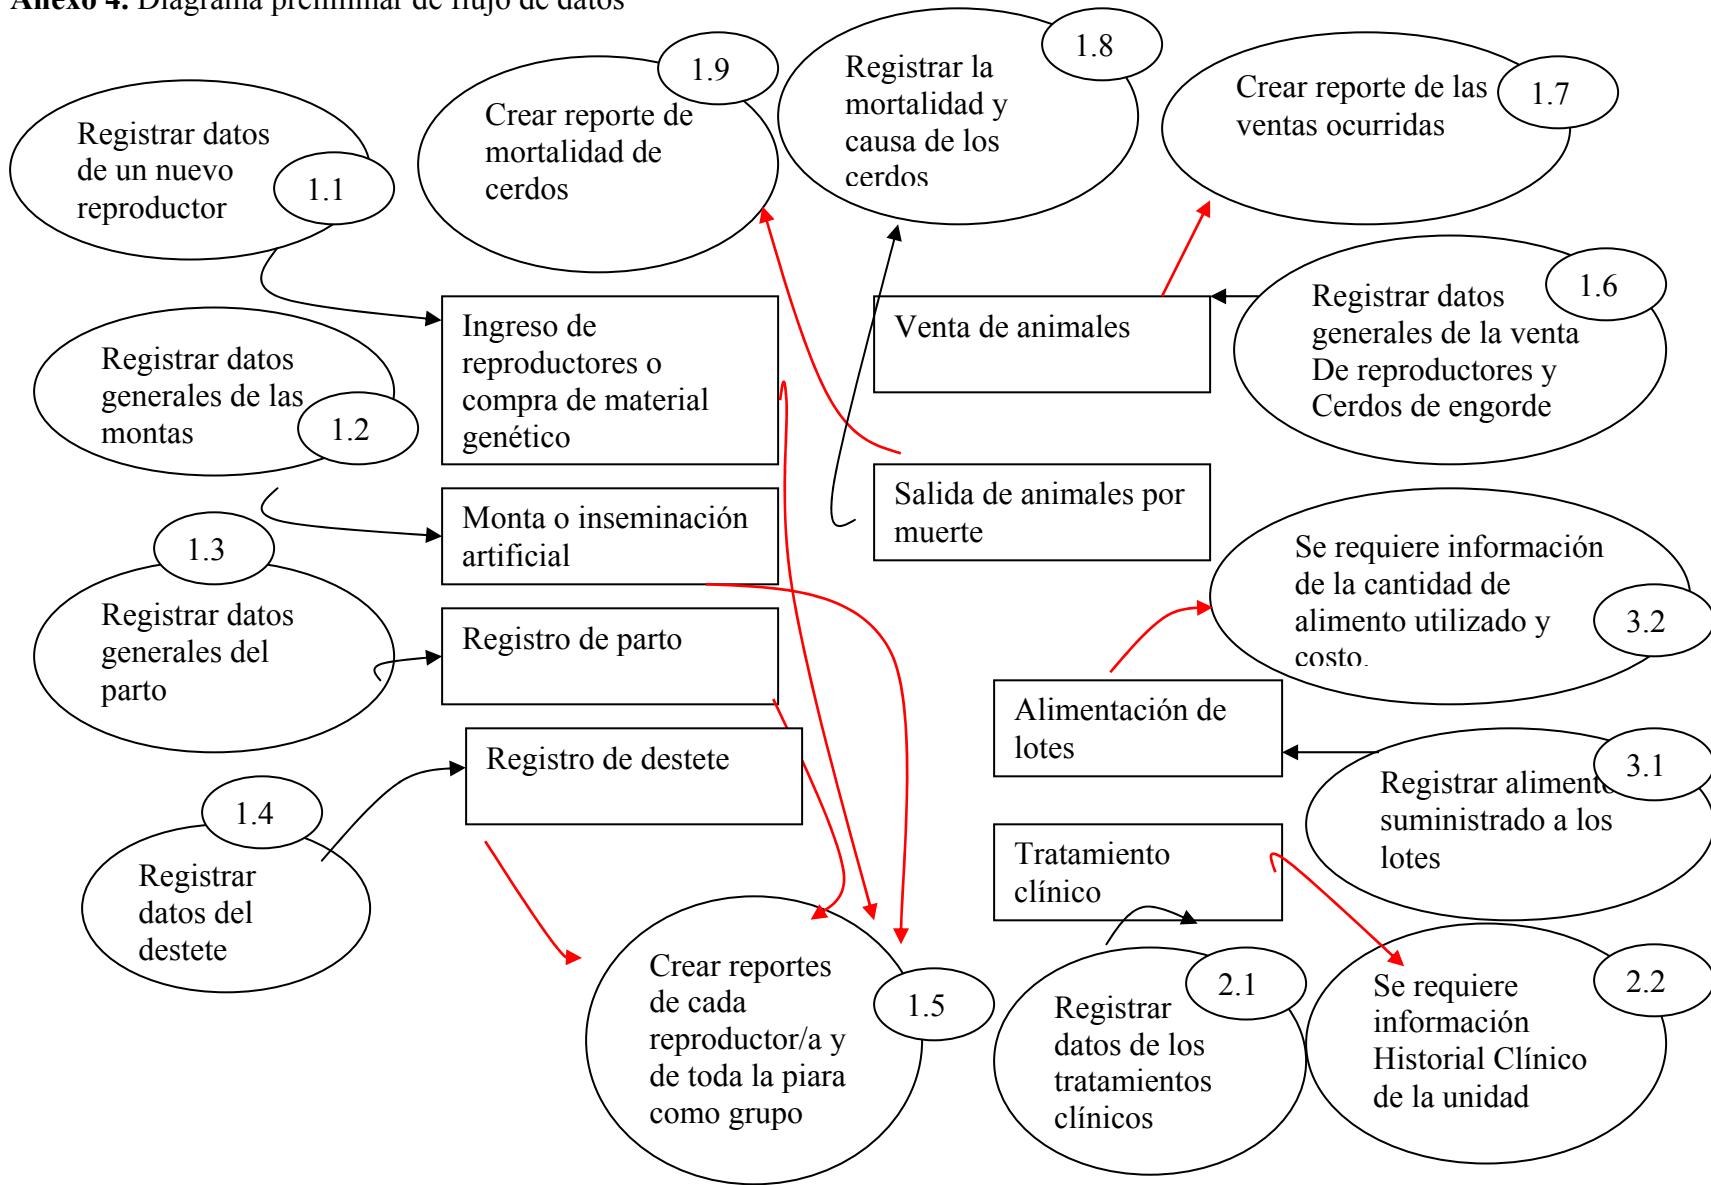 Anexo 4. Diagrama preliminar de flujo de datos
1.9
Crear reporte de
mortalidad de
cerdos
1.8
Registrar la
mortalidad y
causa de los
cerdos
1.7
Crear reporte de las
ventas ocurridas
Registrar datos
de un nuevo
reproductor
1.1
Ingreso de
reproductores o
compra de material
genético
Venta de animales
1.6
Registrar datos
generales de la venta
De reproductores y
Cerdos de engorde
Registrar datos
generales de las
montas
1.2
Monta o inseminación
artificial
Salida de animales por
muerte
Se requiere información
de la cantidad de
alimento utilizado y
costo.
3.2
1.3
Registrar datos
generales del
parto
Registro de parto
Alimentación de
lotes
Registro de destete
3.1
Registrar alimento
suministrado a los
lotes
1.4
Registrar
datos del
destete
Tratamiento
clínico
Crear reportes
de cada
reproductor/a y
de toda la piara
como grupo
1.5
2.1
Registrar
datos de los
tratamientos
clínicos
2.2
Se requiere
información
Historial Clínico
de la unidad